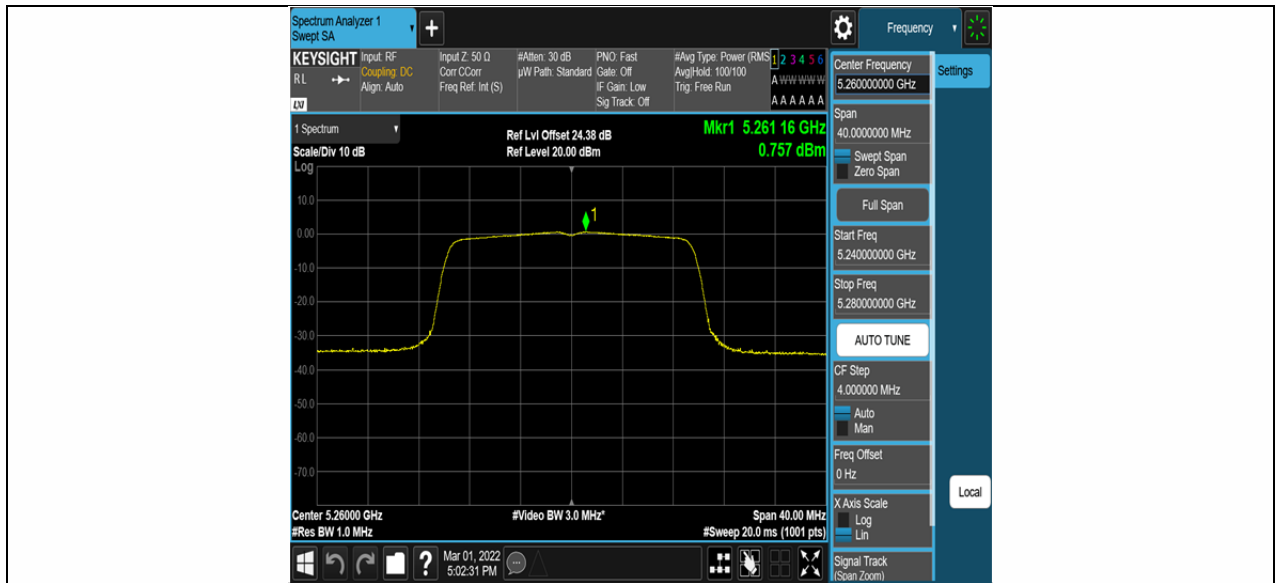 Spectrum Analyzer 1
Swept SA
+
Frequency
KEYSIGHT
RL
LXI
Input: RF
Coupling: DC
Align: Auto
Input Z: 50 Ω
Corr CCorr
Freq Ref: Int (S)
#Atten: 30 dB
µW Path: Standard
PNO: Fast
Gate: Off
IF Gain: Low
Sig Track: Off
#Avg Type: Power (RMS
Avg|Hold: 100/100
Trig: Free Run
1 2 3 4 5 6
A W W W W W
A A A A A A
Center Frequency
5.260000000 GHz
Settings
Span
40.0000000 MHz
Swept Span
Zero Span
Full Span
Start Freq
5.240000000 GHz
Stop Freq
5.280000000 GHz
AUTO TUNE
CF Step
4.000000 MHz
Auto
Man
Freq Offset
0 Hz
X Axis Scale
Log
Lin
Local
Signal Track
(Span Zoom)
1 Spectrum
Scale/Div 10 dB
Log
Ref Lvl Offset 24.38 dB
Ref Level 20.00 dBm
Mkr1 5.261 16 GHz
0.757 dBm
10.0
1
0.00
-10.0
-20.0
-30.0
-40.0
-50.0
-60.0
-70.0
Center 5.26000 GHz
#Video BW 3.0 MHz*
Span 40.00 MHz
#Res BW 1.0 MHz
#Sweep 20.0 ms (1001 pts)
?
Mar 01, 2022
5:02:31 PM